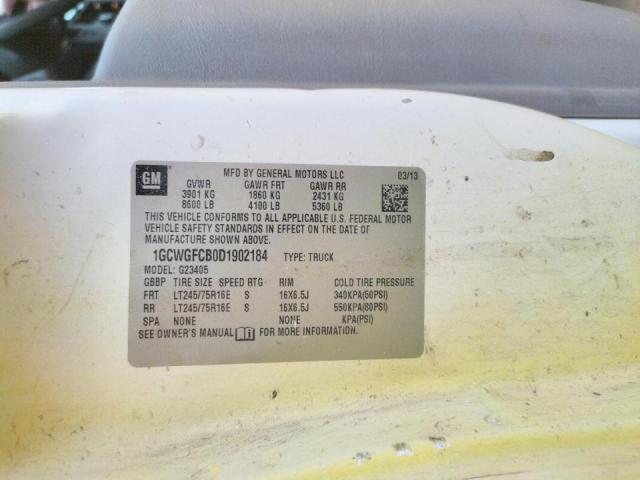 GM
MFD BY GENERAL MOTORS LLC
03/13
GVWR GAWR FRT GAWR RR
3901 KG 1860 KG 2431 KG
8600 LB 4100 LB 5360 LB
THIS VEHICLE CONFORMS TO ALL APPLICABLE U.S. FEDERAL MOTOR
VEHICLE SAFETY STANDARDS IN EFFECT ON THE DATE OF
MANUFACTURE SHOWN ABOVE.
1GCWGFCB0D1902184 TYPE: TRUCK
MODEL: G23405
GBBP TIRE SIZE SPEED RTG RIM COLD TIRE PRESSURE
FRT LT245/75R16E S 16X6.5J 340KPA(50PSI)
RR LT245/75R16E S 16X6.5J 550KPA(80PSI)
SPA NONE NONE KPA(PSI)
SEE OWNER'S MANUAL FOR MORE INFORMATION.